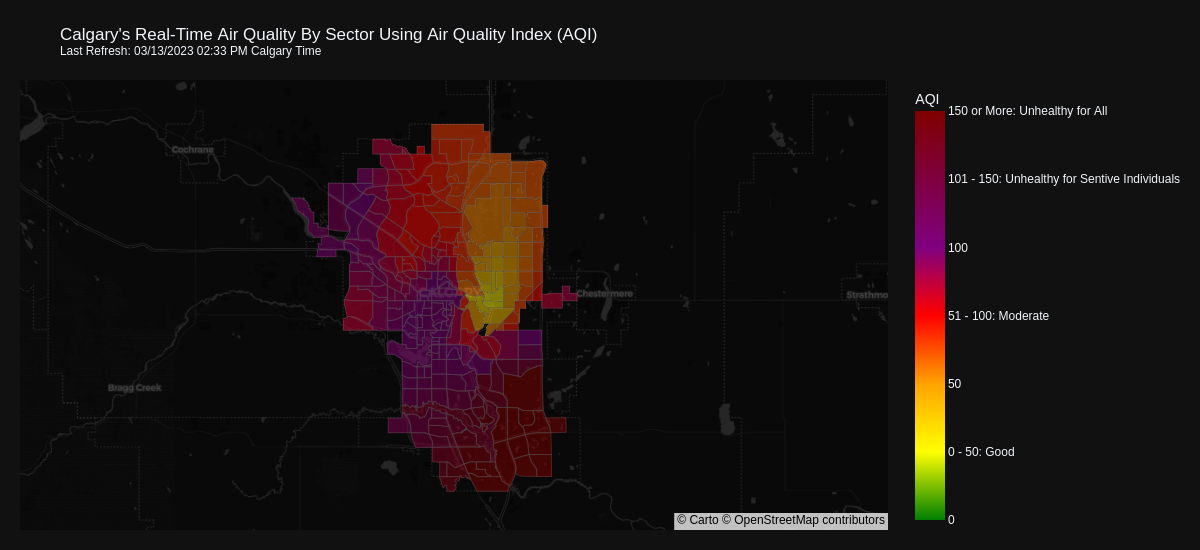 Calgary's Real-Time Air Quality By Sector Using Air Quality Index (AQI)
Last Refresh: 03/13/2023 02:33 PM Calgary Time
AQI
150 or More: Unhealthy for All
Cochrane
101 - 150: Unhealthy for Sentive Individuals
100
CALGARY
Chestermere
Strathmo
51 - 100: Moderate
Bragg Creek
50
0 - 50: Good
© Carto © OpenStreetMap contributors
0